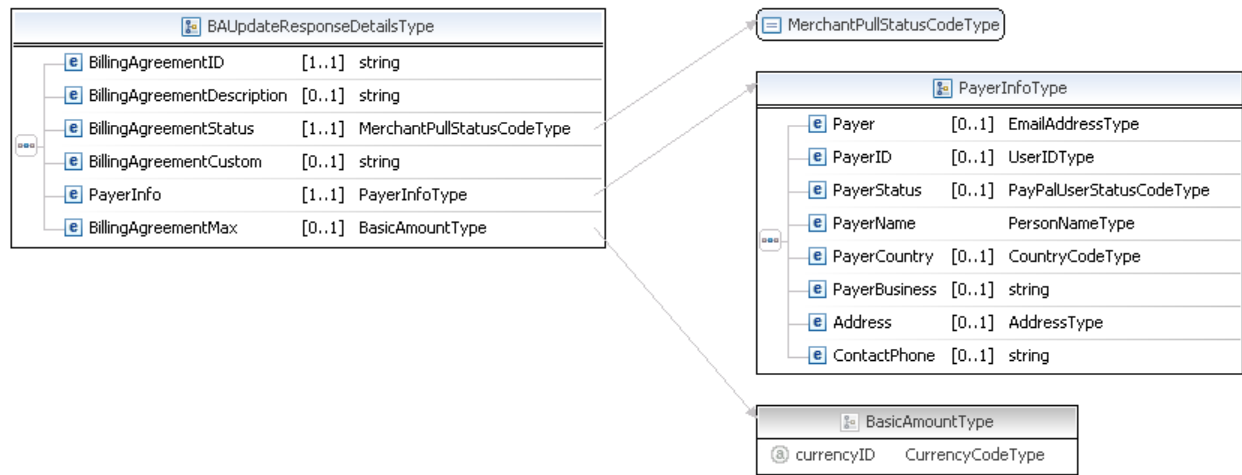 BAUpdateResponseDetailsType
e BillingAgreementID [1..1] string
e BillingAgreementDescription [0..1] string
e BillingAgreementStatus [1..1] MerchantPullStatusCodeType
e BillingAgreementCustom [0..1] string
e PayerInfo [1..1] PayerInfoType
e BillingAgreementMax [0..1] BasicAmountType
MerchantPullStatusCodeType
PayerInfoType
e Payer [0..1] EmailAddressType
e PayerID [0..1] UserIDType
e PayerStatus [0..1] PayPalUserStatusCodeType
e PayerName PersonNameType
e PayerCountry [0..1] CountryCodeType
e PayerBusiness [0..1] string
e Address [0..1] AddressType
e ContactPhone [0..1] string
BasicAmountType
a currencyID CurrencyCodeType